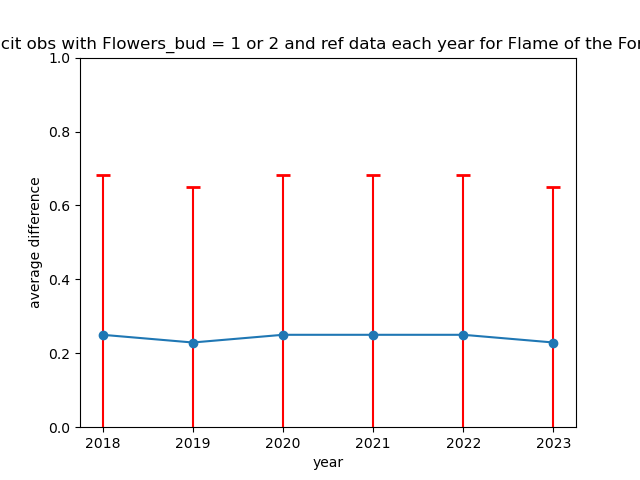 cit obs with Flowers_bud = 1 or 2 and ref data each year for Flame of the For
1.0
0.8
0.6
0.4
0.2
0.0
average difference
2018 2019 2020 2021 2022 2023
year